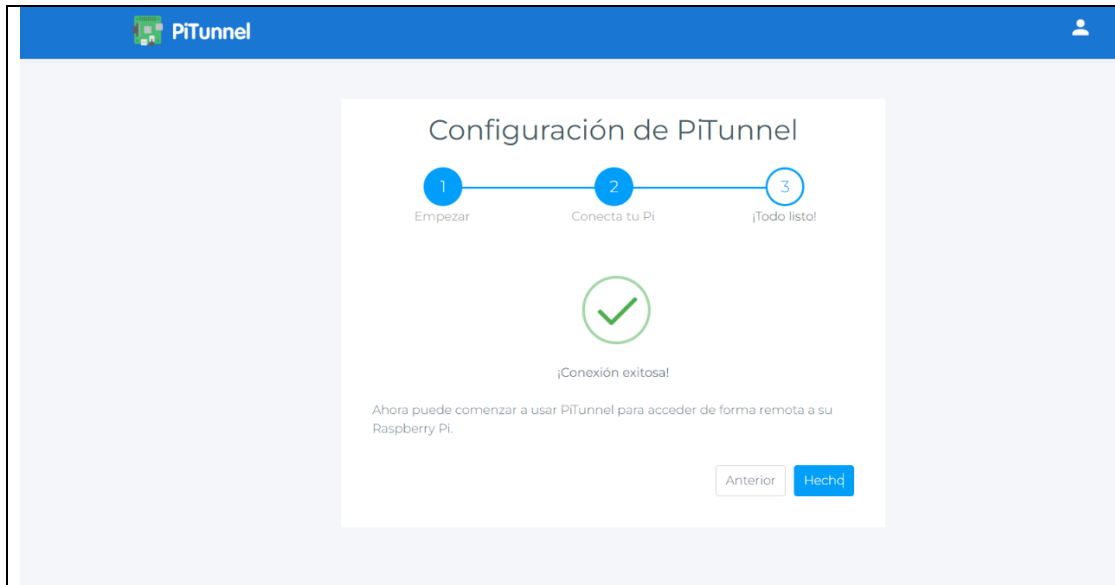 PiTunnel
Configuración de PiTunnel
1
2
3
Empezar
Conecta tu Pi
¡Todo listo!
¡Conexión exitosa!
Ahora puede comenzar a usar PiTunnel para acceder de forma remota a su
Raspberry Pi.
Anterior
Hecho